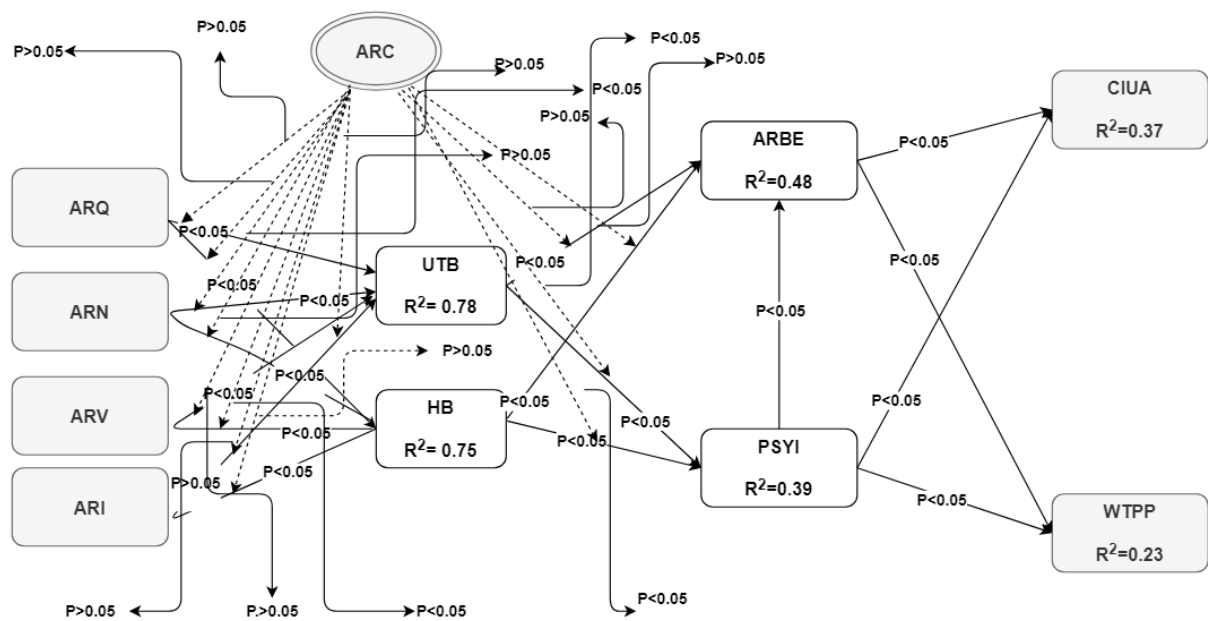 P>0.05
P>0.05
ARC
P<0.05
P>0.05
P>0.05
P<0.05
P>0.05
P>0.05
CIUA
R²=0.37
ARBE
R²=0.48
P<0.05
ARQ
P<0.05
UTB
R²= 0.78
P<0.05
P<0.05
P<0.05
ARN
P<0.05
P<0.05
P>0.05
P<0.05
ARV
P<0.05
P<0.05
HB
R²= 0.75
P<0.05
P<0.05
P<0.05
P<0.05
PSYI
R²=0.39
P>0.05
P<0.05
ARI
P<0.05
WTPP
R²=0.23
P>0.05
P.>0.05
P<0.05
P<0.05